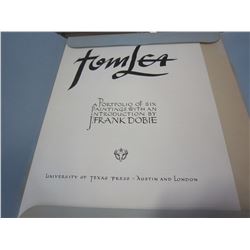 Tom Lea
A Portfolio of Six
Paintings with an
Introduction by
J Frank Dobie
University of Texas Press - Austin and London